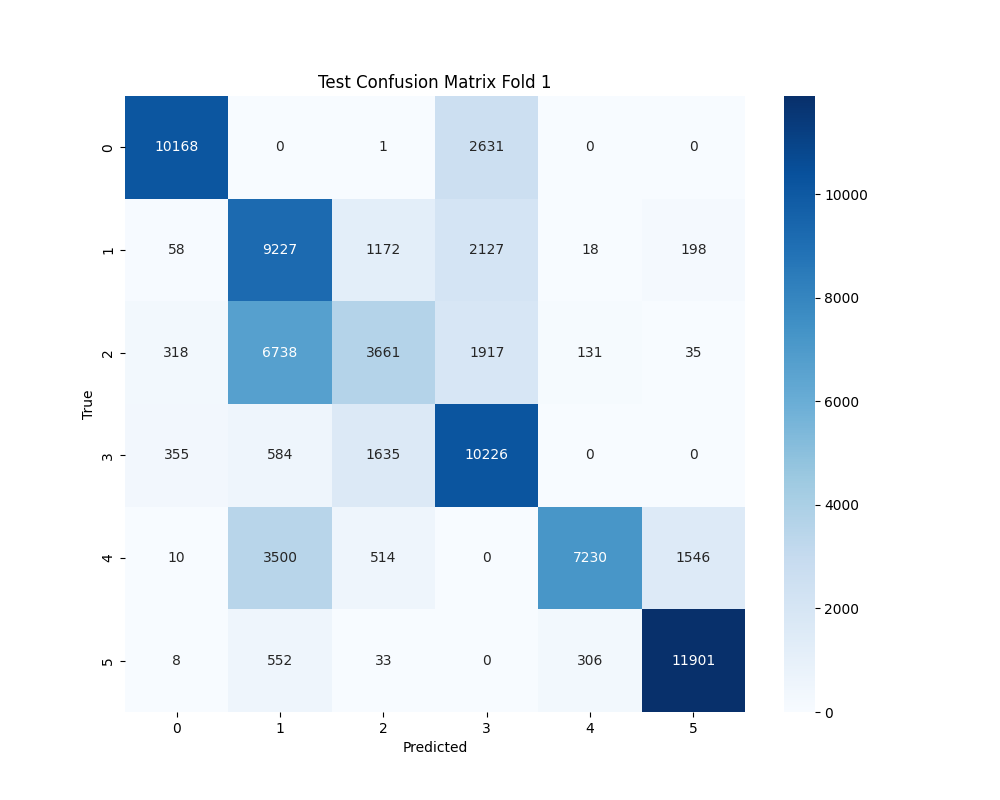 Test Confusion Matrix Fold 1
0 10168 0 1 2631 0 0
1 58 9227 1172 2127 18 198
2 318 6738 3661 1917 131 35
3 355 584 1635 10226 0 0
4 10 3500 514 0 7230 1546
5 8 552 33 0 306 11901
0 1 2 3 4 5
True
Predicted
10000
8000
6000
4000
2000
0